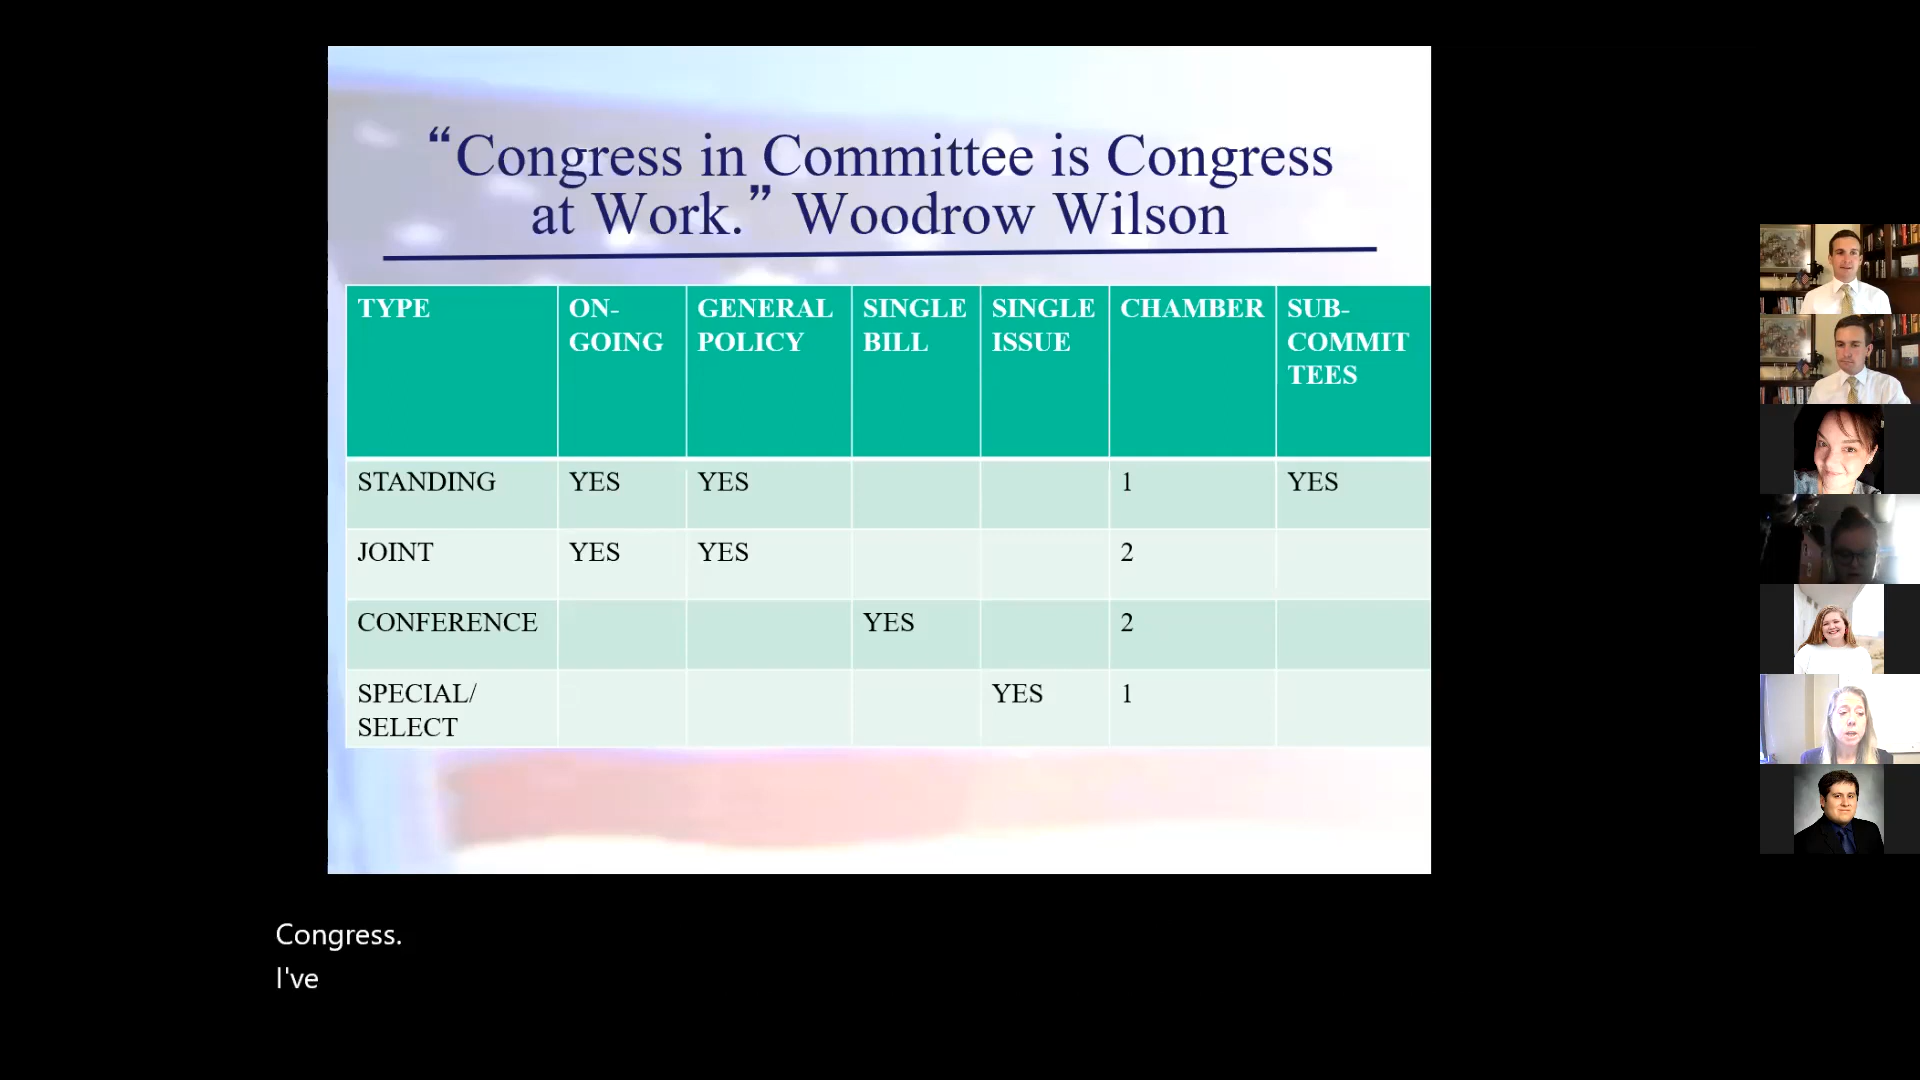 “Congress in Committee is Congress
at Work.” Woodrow Wilson
TYPE ON- GENERAL SINGLE SINGLE CHAMBER SUB-
GOING POLICY BILL ISSUE COMMIT
TEES
STANDING YES YES 1 YES
JOINT YES YES 2
CONFERENCE YES 2
SPECIAL/ YES 1
SELECT
Congress.
I've